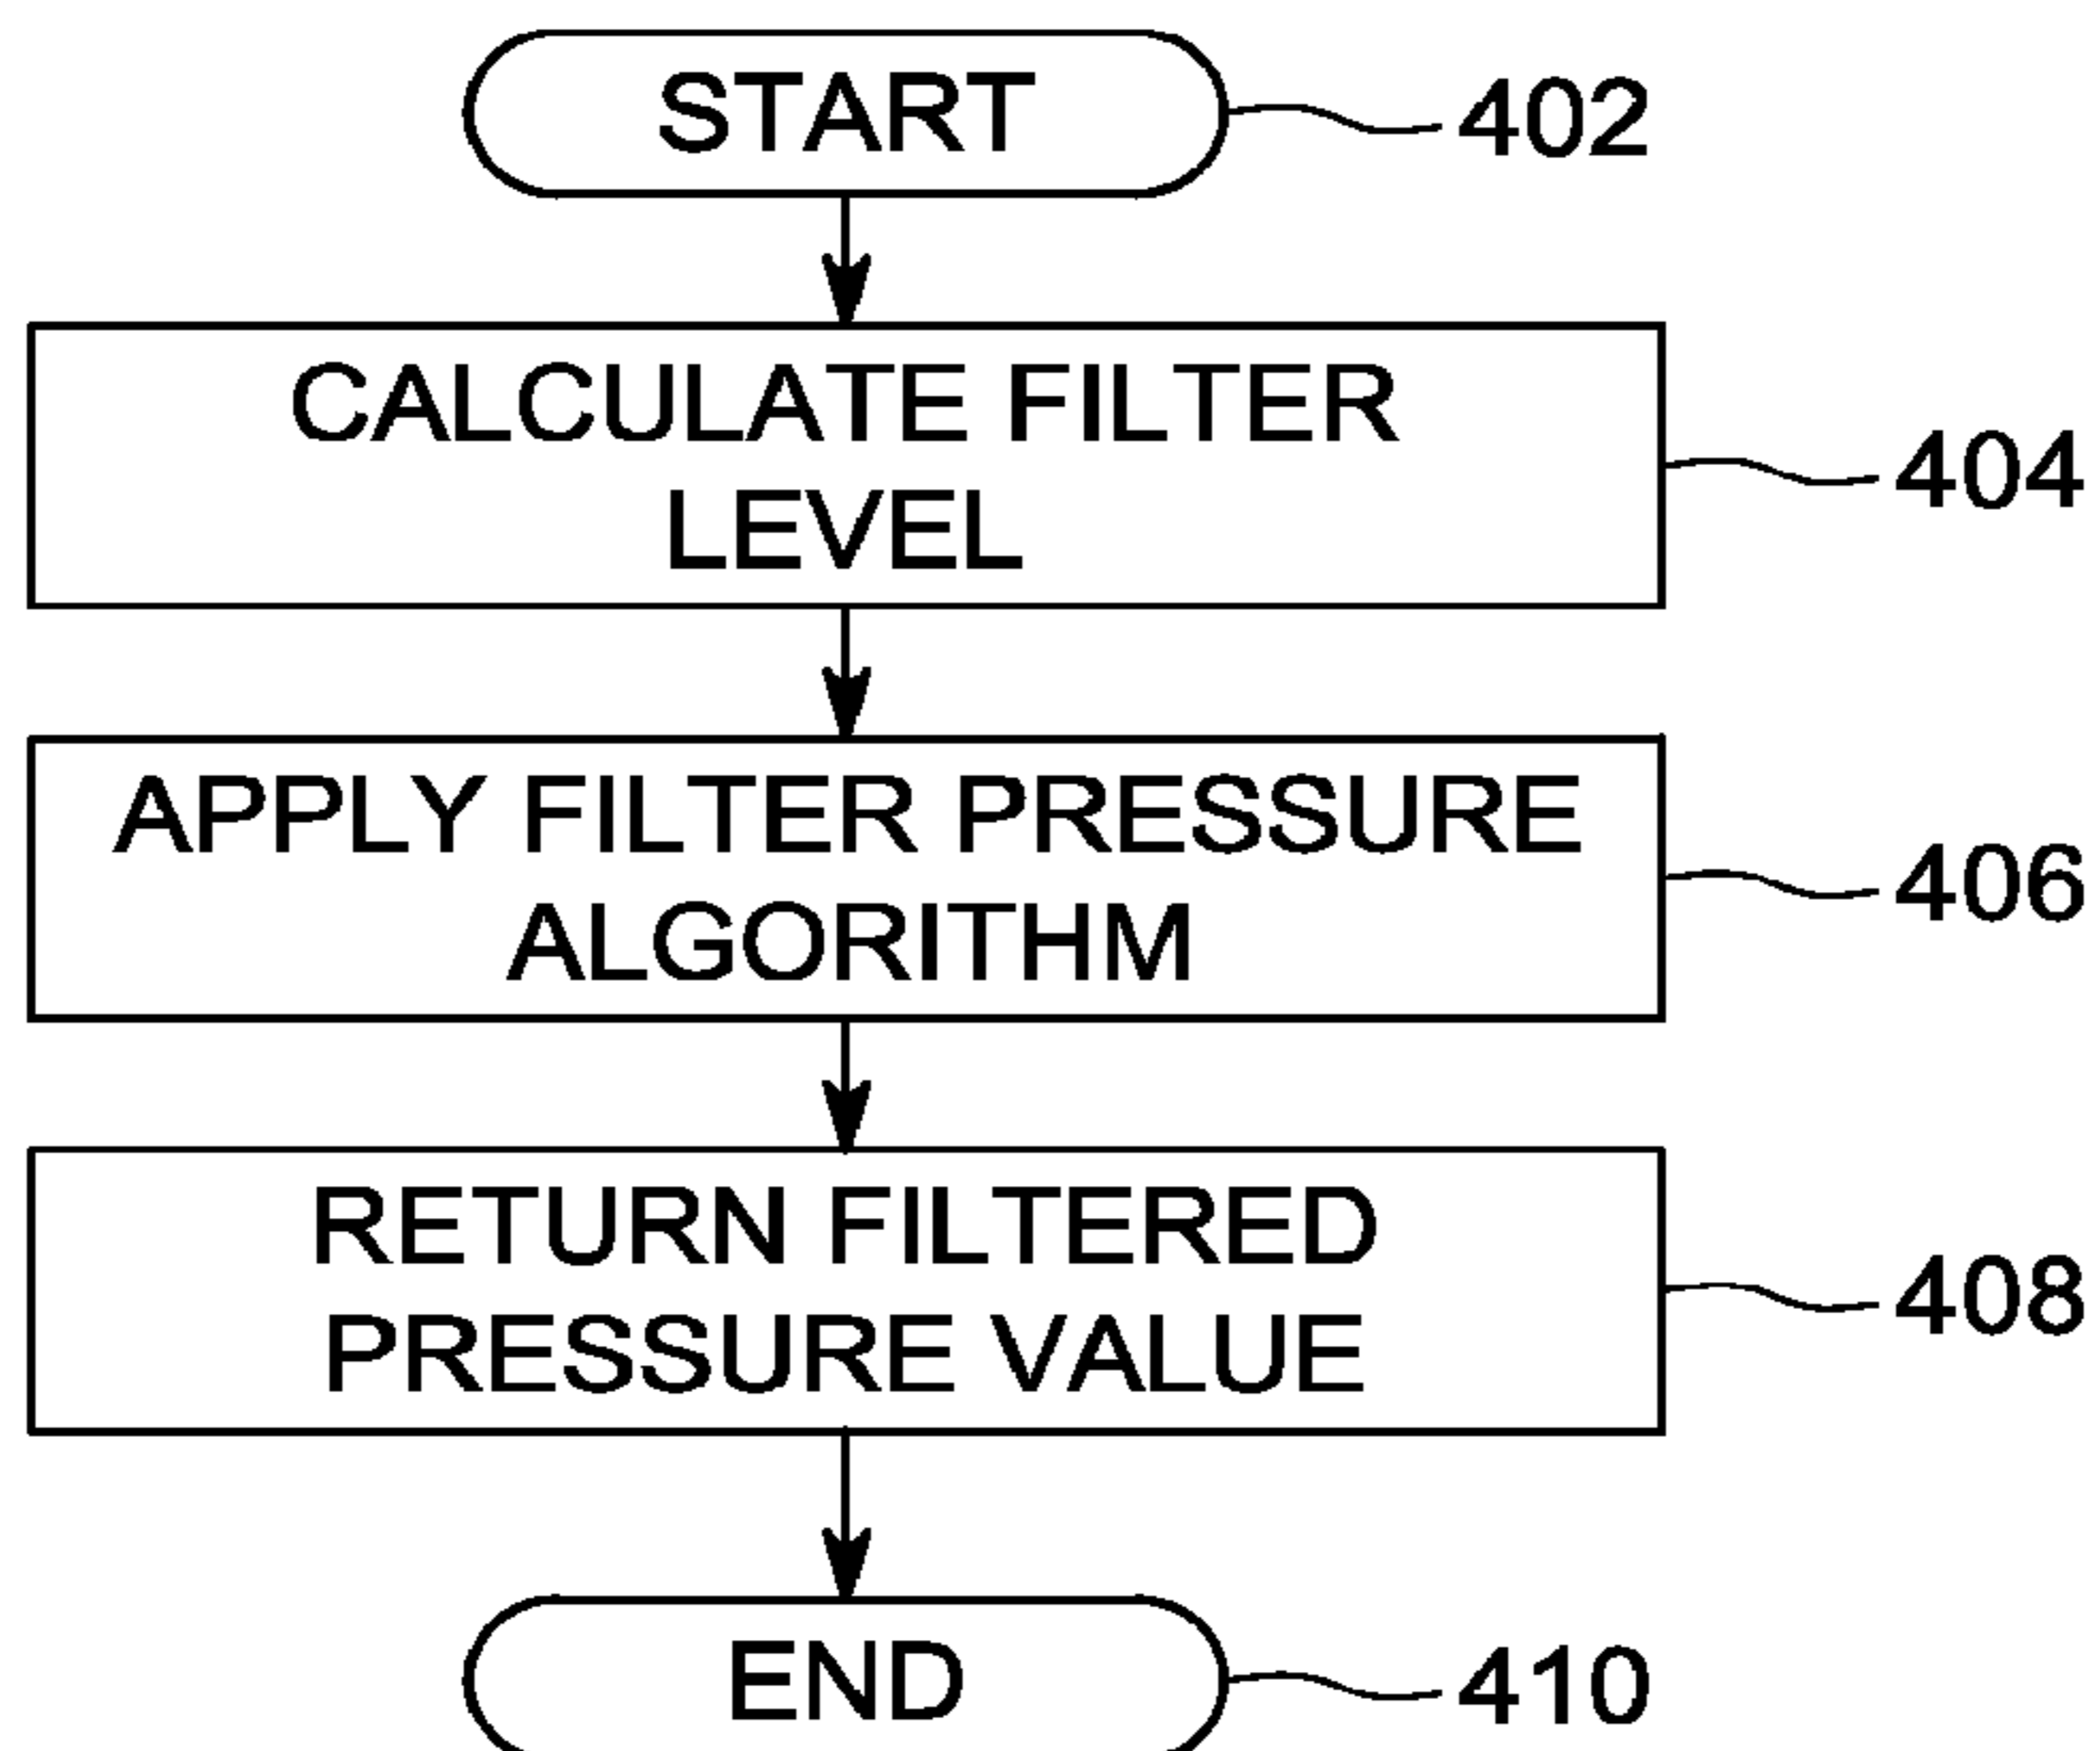 START
402
CALCULATE FILTER
LEVEL
404
APPLY FILTER PRESSURE
ALGORITHM
406
RETURN FILTERED
PRESSURE VALUE
408
END
410